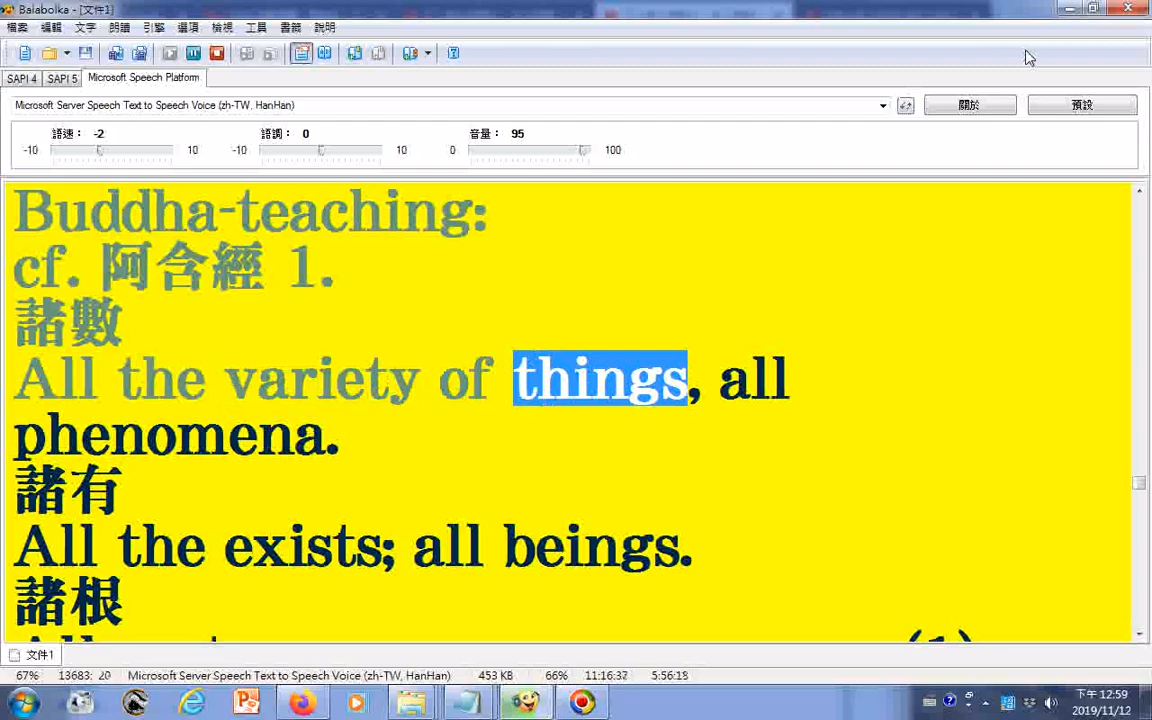 Balabolka - [文件1]
檔案 編輯 文字 朗讀 引擎 選項 檢視 工具 書籤 說明
SAPI 4 SAPI 5 Microsoft Speech Platform
Microsoft Server Speech Text to Speech Voice (zh-TW, HanHan) 關於 預設
語速： -2 語調： 0 音量： 95
-10 10 -10 10 0 100
Buddha-teaching:
cf. 阿含經 1.
諸數
All the variety of things, all
phenomena.
諸有
All the exists; all beings.
諸根
文件1
67% 13683: 20 Microsoft Server Speech Text to Speech Voice (zh-TW, HanHan) 453 KB 66% 11:16:37 5:56:18
下午 12:59
2019/11/12